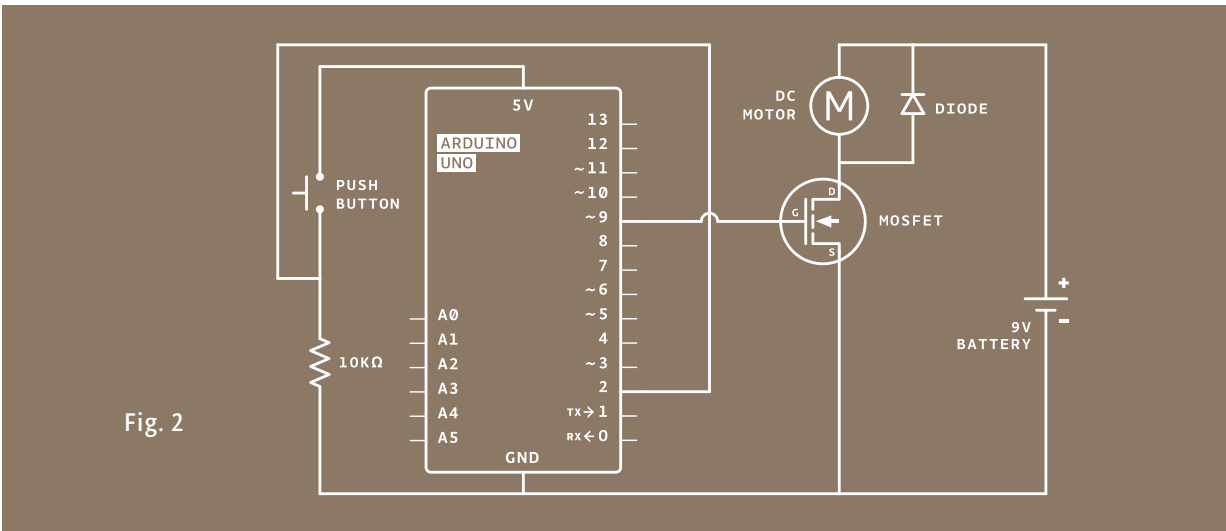 5V
ARDUINO
UNO
PUSH
BUTTON
10KΩ
A0
A1
A2
A3
A4
A5
13
12
~11
~10
~9
8
7
~6
~5
4
~3
2
TX→1
RX←0
GND
DC
MOTOR
M
DIODE
D
G
S
MOSFET
+
-
9V
BATTERY
Fig. 2